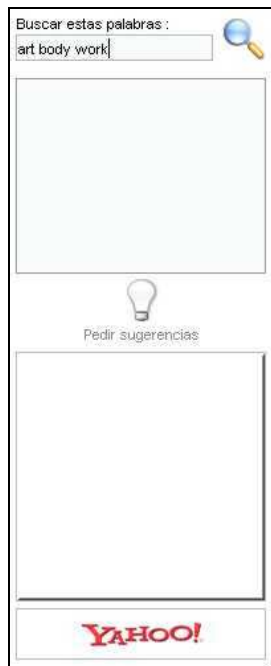 Buscar estas palabras :
art body work
Pedir sugerencias
YAHOO!